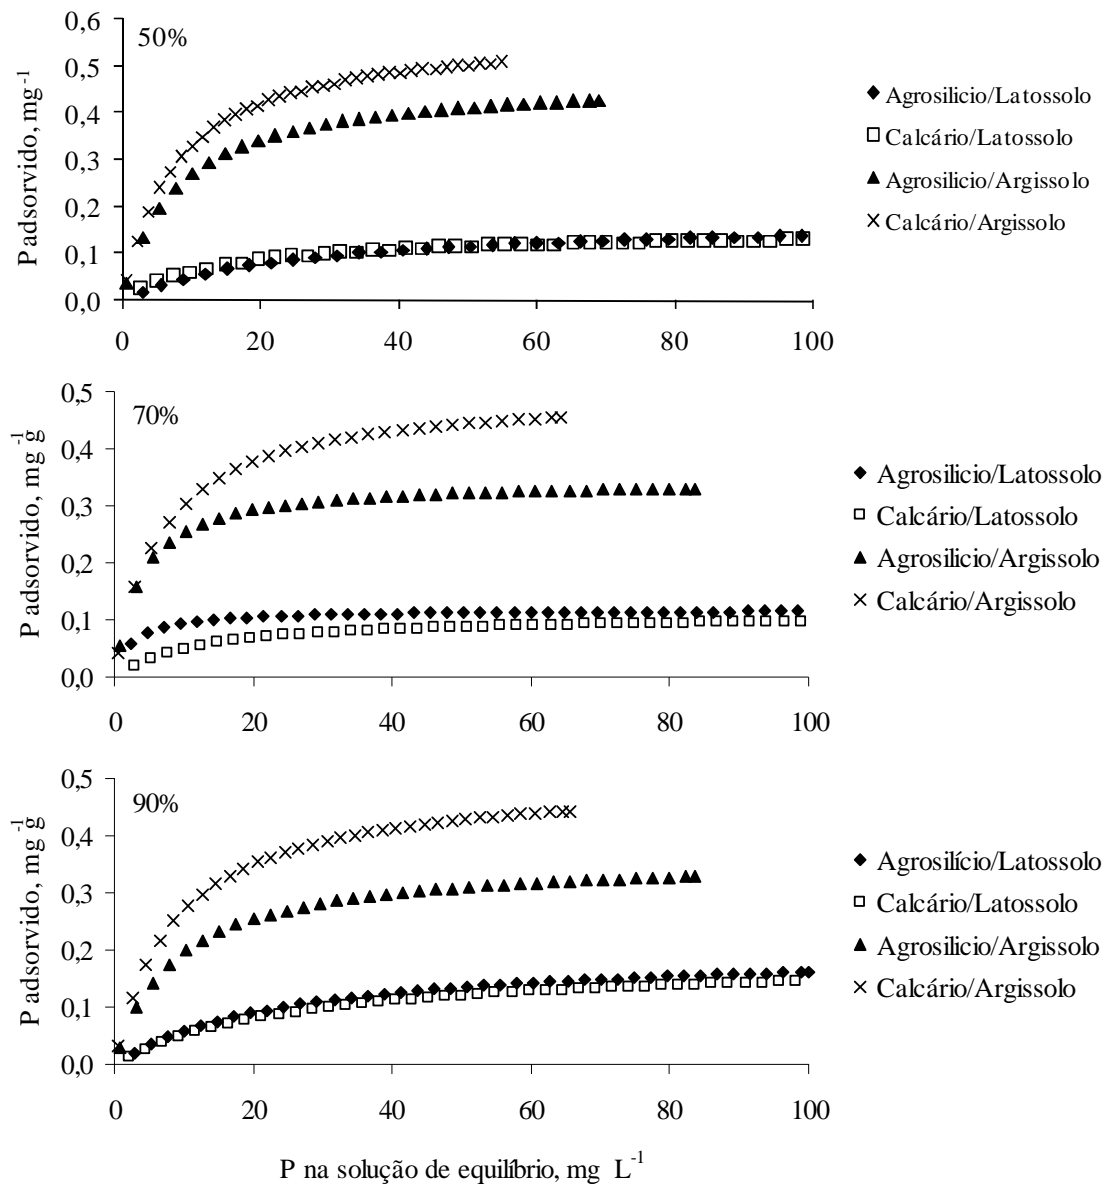 0,6
50%
0,5
0,4
0,3
0,2
0,1
0,0
P adsorvido, mg⁻¹
0 20 40 60 80 100
Agrosilicio/Latossolo
Calcário/Latossolo
Agrosilicio/Argissolo
Calcário/Argissolo
0,5
70%
0,4
0,3
0,2
0,1
0,0
P adsorvido, mg g⁻¹
0 20 40 60 80 100
Agrosilicio/Latossolo
Calcário/Latossolo
Agrosilicio/Argissolo
Calcário/Argissolo
0,5
90%
0,4
0,3
0,2
0,1
0,0
P adsorvido, mg g⁻¹
0 20 40 60 80 100
Agrosilício/Latossolo
Calcário/Latossolo
Agrosilicio/Argissolo
Calcário/Argissolo
P na solução de equilíbrio, mg L⁻¹